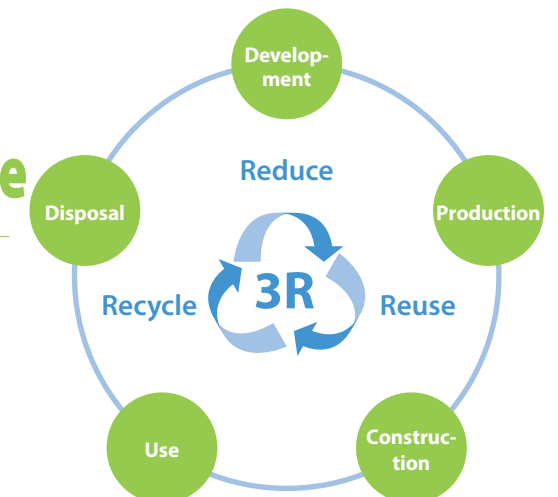 Develop-
ment
e
Reduce
Disposal
Production
Recycle
3R
Reuse
Use
Construc-
tion